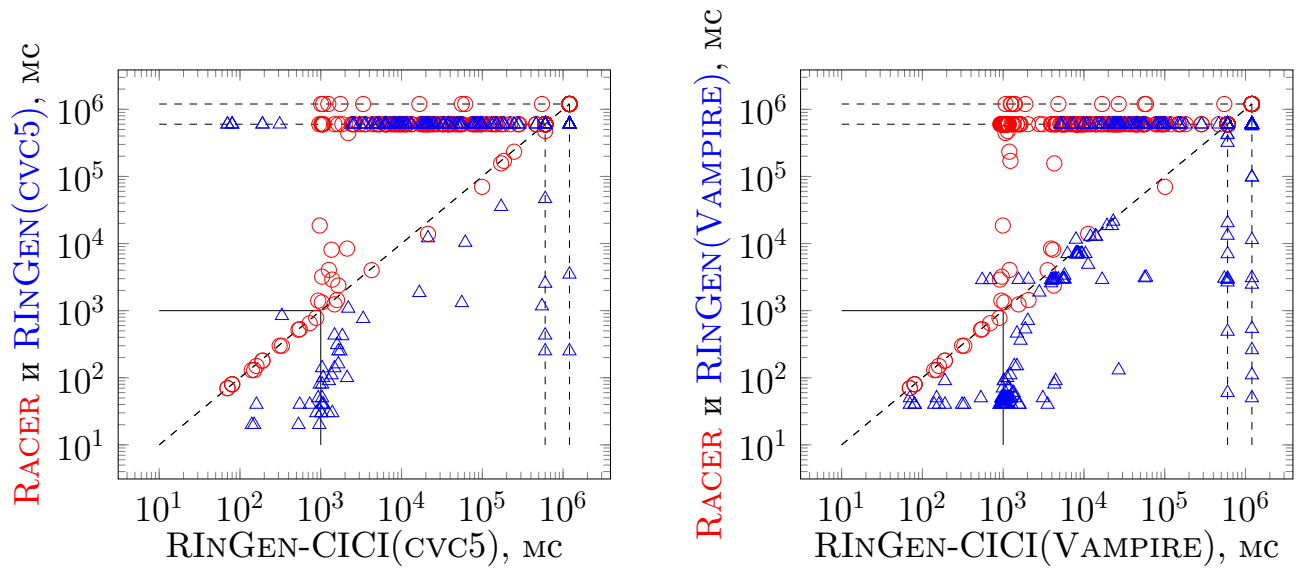 RACER и RINGEN(CVC5), мс
10^6
10^5
10^4
10^3
10^2
10^1
10^1 10^2 10^3 10^4 10^5 10^6
RINGEN-CICI(CVC5), мс
RACER и RINGEN(VAMPIRE), мс
10^6
10^5
10^4
10^3
10^2
10^1
10^1 10^2 10^3 10^4 10^5 10^6
RINGEN-CICI(VAMPIRE), мс